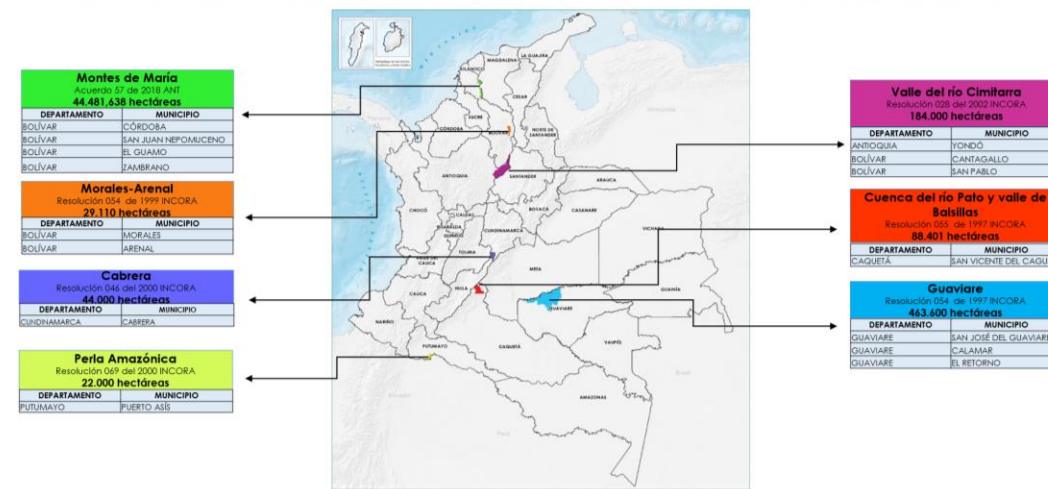 Montes de María
Acuerdo 57 de 2018 ANT
44.481,638 hectáreas
DEPARTAMENTO MUNICIPIO
BOLÍVAR CÓRDOBA
BOLÍVAR SAN JUAN NEPOMUCENO
BOLÍVAR EL GUAMO
BOLÍVAR ZAMBRANO
Morales-Arenal
Resolución 054 de 1999 INCORA
29.110 hectáreas
DEPARTAMENTO MUNICIPIO
BOLÍVAR MORALES
BOLÍVAR ARENAL
Cabrera
Resolución 046 del 2000 INCORA
44.000 hectáreas
DEPARTAMENTO MUNICIPIO
CUNDINAMARCA CABRERA
Perla Amazónica
Resolución 069 del 2000 INCORA
22.000 hectáreas
DEPARTAMENTO MUNICIPIO
PUTUMAYO PUERTO ASÍS
LA GUAJIRA
MAGDALENA
ATLÁNTICO
CESAR
SUCRE
CÓRDOBA
BOLÍVAR
NORTE DE
SANTANDER
ANTIOQUIA
SANTANDER
ARAUCA
CHOCÓ
BOYACÁ
CASANARE
CALDAS
RISARALDA
CUNDINAMARCA
QUINDÍO
VICHADA
TOLIMA
VALLE DEL
CAUCA
META
HUILA
CAUCA
GUAINÍA
GUAVIARE
NARIÑO
PUTUMAYO
CAQUETÁ
VAUPÉS
AMAZONAS
Valle del río Cimitarra
Resolución 028 del 2002 INCORA
184.000 hectáreas
DEPARTAMENTO MUNICIPIO
ANTIOQUIA YONDÓ
BOLÍVAR CANTAGALLO
BOLÍVAR SAN PABLO
Cuenca del río Pato y valle de
Balsillas
Resolución 055 de 1997 INCORA
88.401 hectáreas
DEPARTAMENTO MUNICIPIO
CAQUETÁ SAN VICENTE DEL CAGU
Guaviare
Resolución 054 de 1997 INCORA
463.600 hectáreas
DEPARTAMENTO MUNICIPIO
GUAVIARE SAN JOSÉ DEL GUAVIARE
GUAVIARE CALAMAR
GUAVIARE EL RETORNO